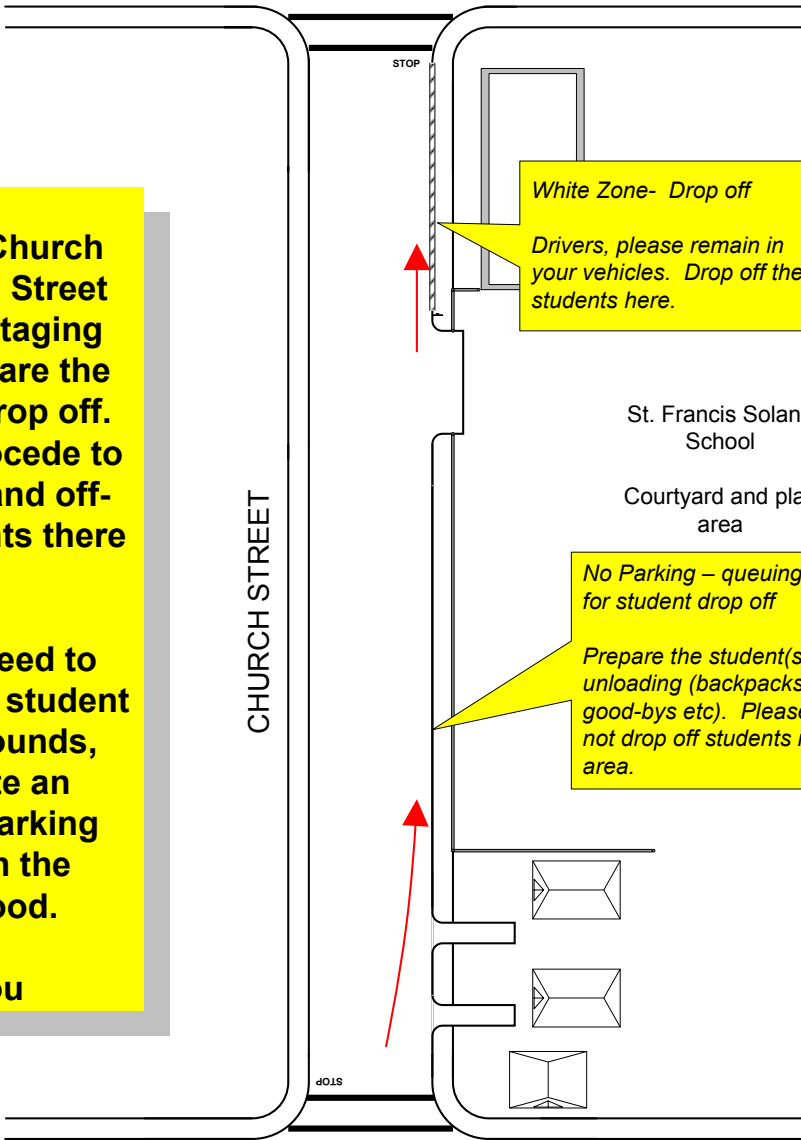 STOP
White Zone- Drop off
Drivers, please remain in
your vehicles. Drop off the
students here.
Church
Street
taging
are the
rop off.
ocede to
and off-
ts there
eed to
student
ounds,
te an
arking
n the
ood.
ou
CHURCH STREET
St. Francis Solan
School
Courtyard and pla
area
No Parking – queuing
for student drop off
Prepare the student(s
unloading (backpacks
good-bys etc). Please
not drop off students i
area.
STOP